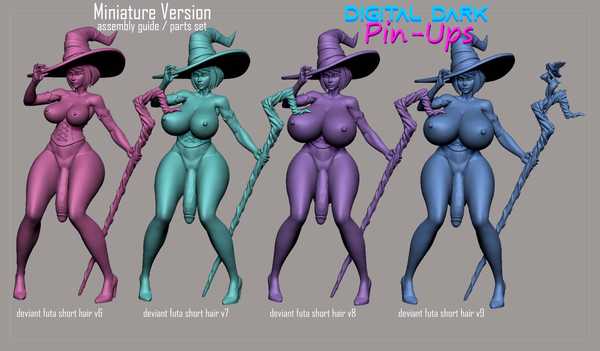 Miniature Version
assembly guide / parts set
DIGITAL DARK
Pin-Ups
deviant futa short hair v6
deviant futa short hair v7
deviant futa short hair v8
deviant futa short hair v9